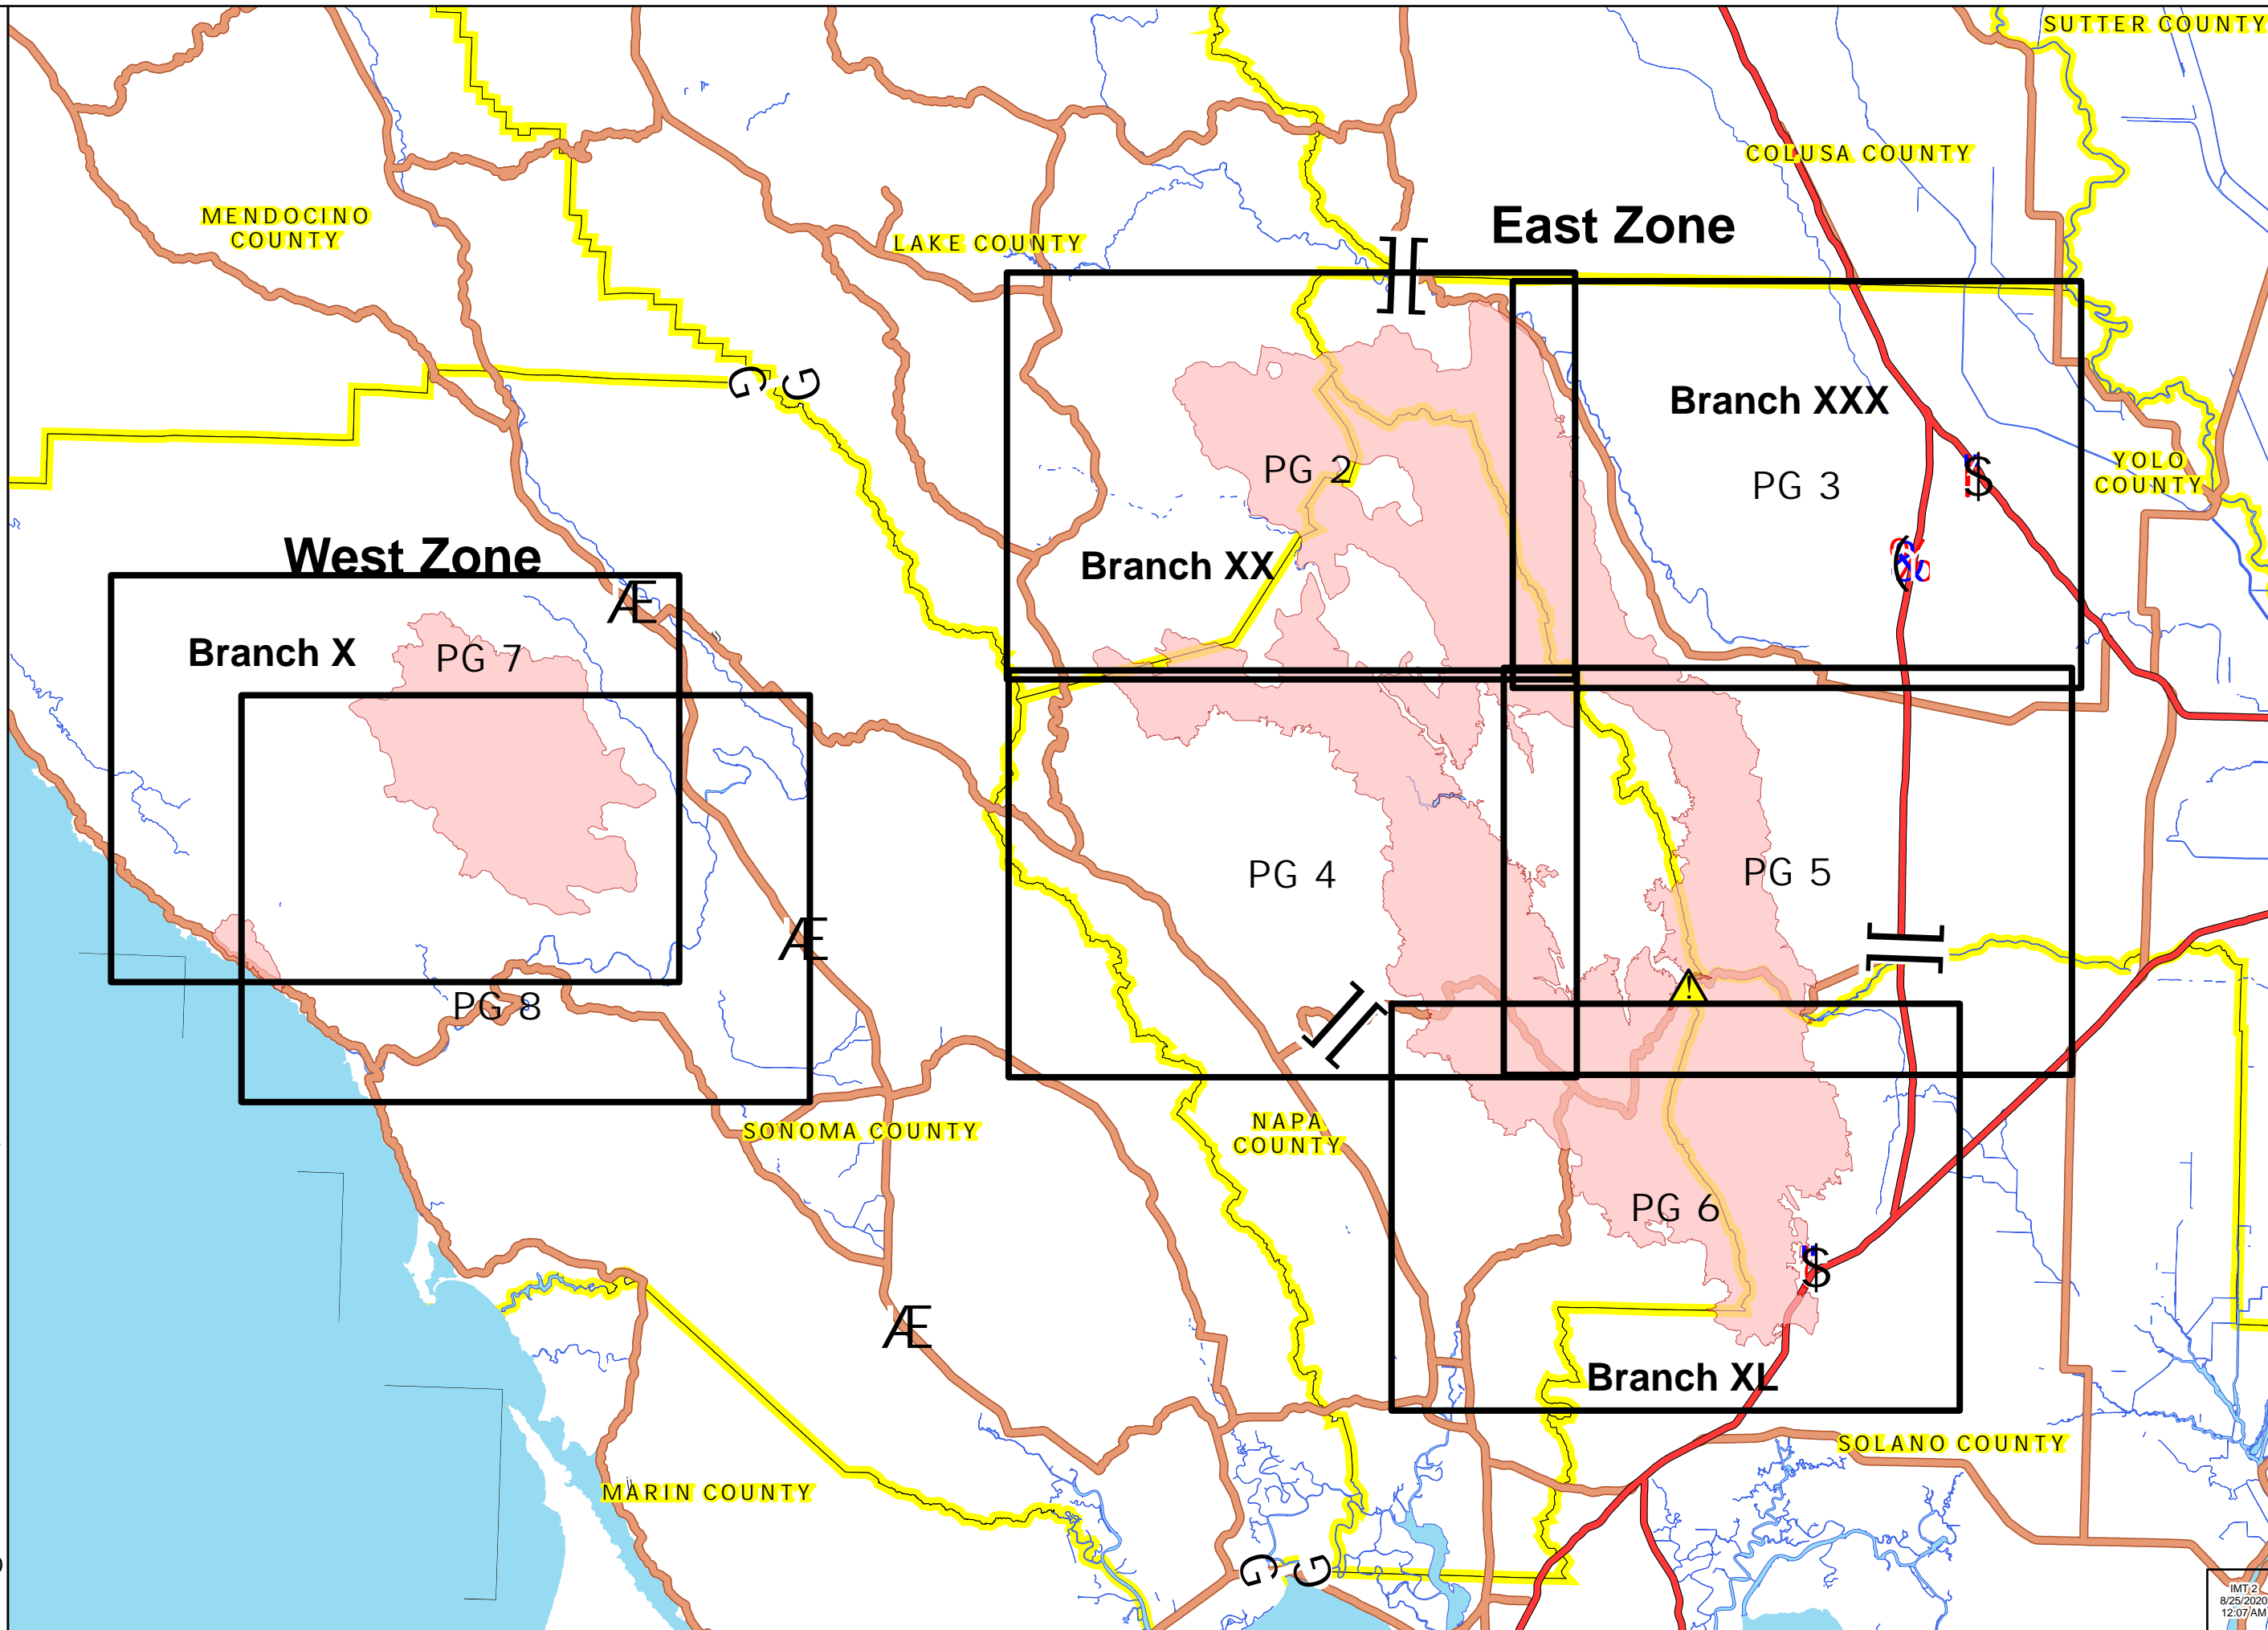 SUTTER COUNTY
COLUSA COUNTY
MENDOCINO
COUNTY
LAKE COUNTY
East Zone
][
G G
Branch XXX
PG 2
PG 3
$
YOLO
COUNTY
West Zone
Branch XX
(
Æ
Branch X
PG 7
PG 4
PG 5
Æ
][
!
PG 8
][
SONOMA COUNTY
NAPA
COUNTY
PG 6
$
Æ
Branch XL
SOLANO COUNTY
MARIN COUNTY
G G
IMT 2
8/25/2020
12:07 AM